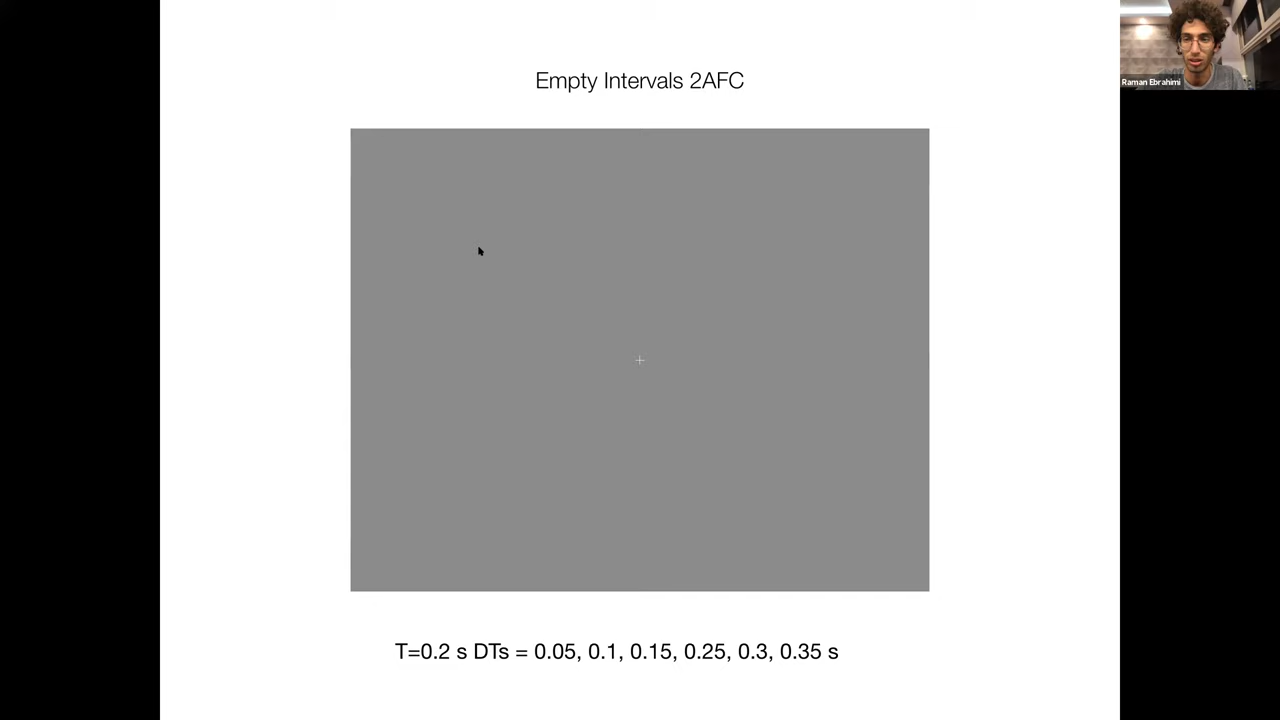 Empty Intervals 2AFC
Raman Ebrahimi
T=0.2 s DTs = 0.05, 0.1, 0.15, 0.25, 0.3, 0.35 s